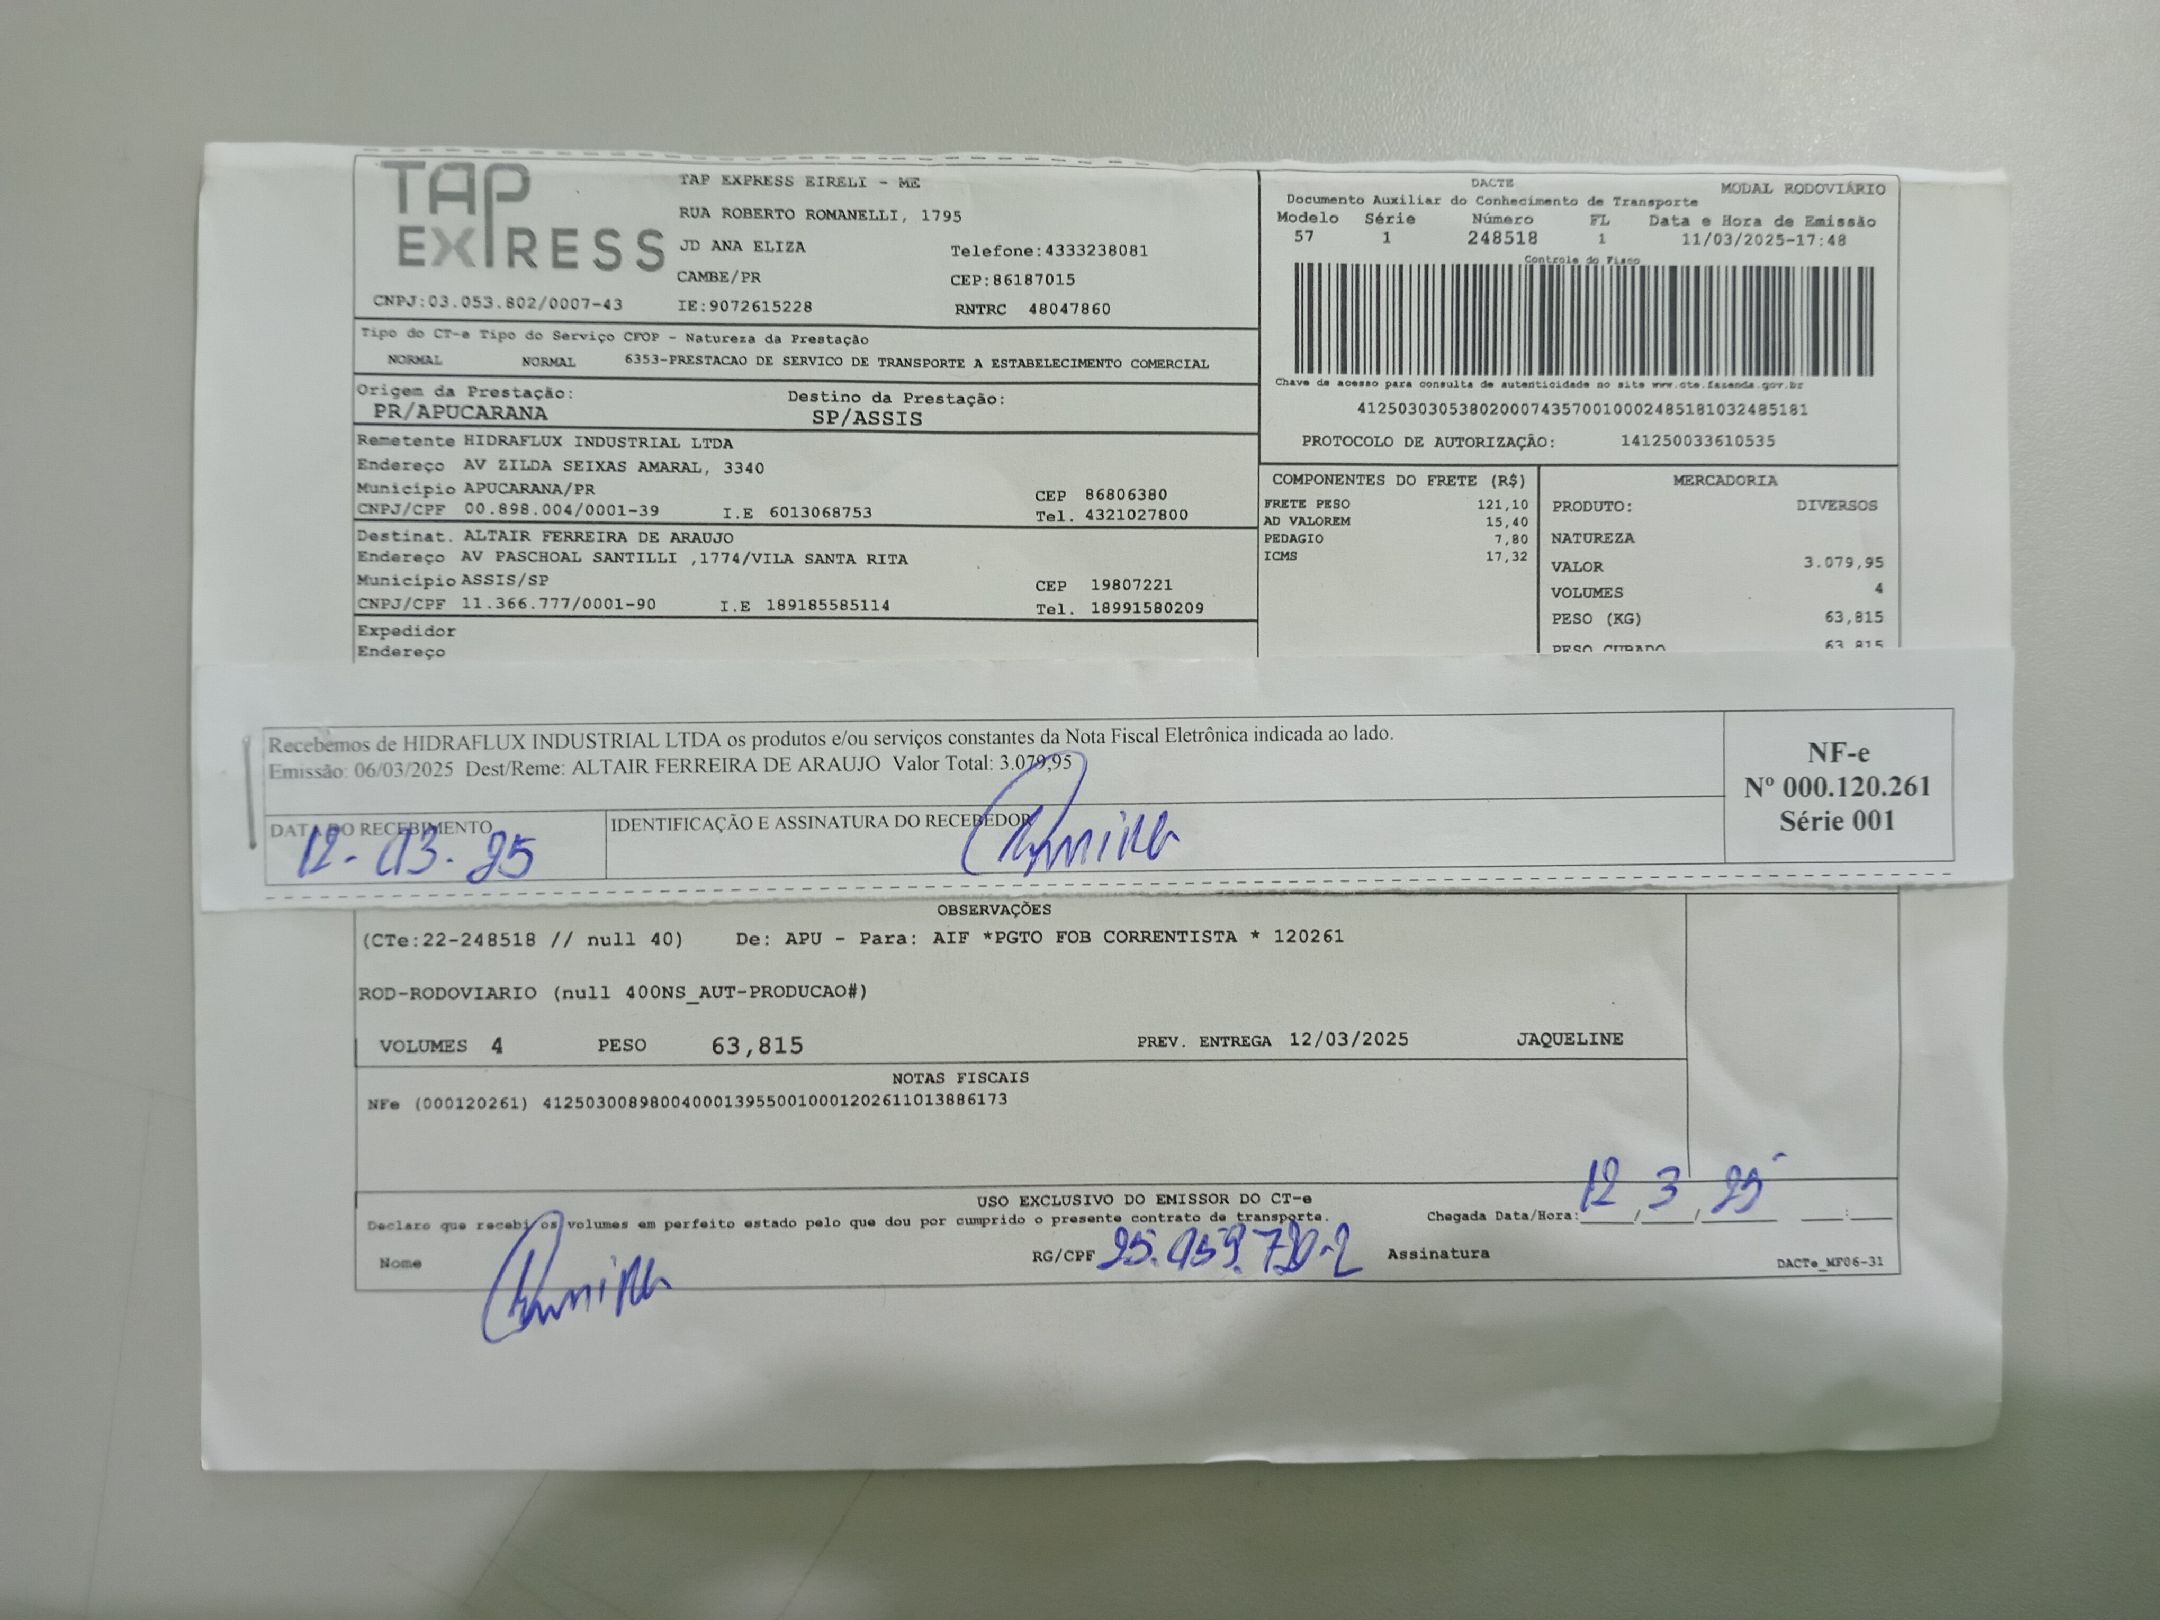 TAP
EXPRESS
CNPJ:03.053.802/0007-43
TAP EXPRESS EIRELI - ME
RUA ROBERTO ROMANELLI, 1795
JD ANA ELIZA Telefone:4333238081
CAMBE/PR CEP:86187015
IE:9072615228 RNTRC 48047860
DACTE MODAL RODOVIÁRIO
Documento Auxiliar do Conhecimento de Transporte
Modelo Série Número FL Data e Hora de Emissão
57 1 248518 1 11/03/2025-17:48
Controle do Fisco
Chave de acesso para consulta de autenticidade no site www.cte.fazenda.gov.br
41250303053802000743570010002485181032485181
PROTOCOLO DE AUTORIZAÇÃO: 141250033610535
Tipo do CT-e Tipo do Serviço CFOP - Natureza da Prestação
NORMAL NORMAL 6353-PRESTACAO DE SERVICO DE TRANSPORTE A ESTABELECIMENTO COMERCIAL
Origem da Prestação: Destino da Prestação:
PR/APUCARANA SP/ASSIS
Remetente HIDRAFLUX INDUSTRIAL LTDA
Endereço AV ZILDA SEIXAS AMARAL, 3340
Município APUCARANA/PR CEP 86806380
CNPJ/CPF 00.898.004/0001-39 I.E 6013068753 Tel. 4321027800
Destinat. ALTAIR FERREIRA DE ARAUJO
Endereço AV PASCHOAL SANTILLI ,1774/VILA SANTA RITA
Município ASSIS/SP CEP 19807221
CNPJ/CPF 11.366.777/0001-90 I.E 189185585114 Tel. 18991580209
Expedidor
Endereço
COMPONENTES DO FRETE (R$)
FRETE PESO 121,10
AD VALOREM 15,40
PEDAGIO 7,80
ICMS 17,32
MERCADORIA
PRODUTO: DIVERSOS
NATUREZA
VALOR 3.079,95
VOLUMES 4
PESO (KG) 63,815
PESO CUBADO 63,815
Recebemos de HIDRAFLUX INDUSTRIAL LTDA os produtos e/ou serviços constantes da Nota Fiscal Eletrônica indicada ao lado.
Emissão: 06/03/2025 Dest/Reme: ALTAIR FERREIRA DE ARAUJO Valor Total: 3.079,95
DATA DO RECEBIMENTO IDENTIFICAÇÃO E ASSINATURA DO RECEBEDOR
12-03-25
NF-e
Nº 000.120.261
Série 001
OBSERVAÇÕES
(CTe:22-248518 // null 40) De: APU - Para: AIF *PGTO FOB CORRENTISTA * 120261
ROD-RODOVIARIO (null 400NS_AUT-PRODUCAO#)
VOLUMES 4 PESO 63,815 PREV. ENTREGA 12/03/2025 JAQUELINE
NOTAS FISCAIS
NFe (000120261) 41250300898004000139550010001202611013886173
USO EXCLUSIVO DO EMISSOR DO CT-e
Declaro que recebi os volumes em perfeito estado pelo que dou por cumprido o presente contrato de transporte.
Chegada Data/Hora: 12/3/25 __:__
Nome RG/CPF Assinatura
DACTe_MF06-31